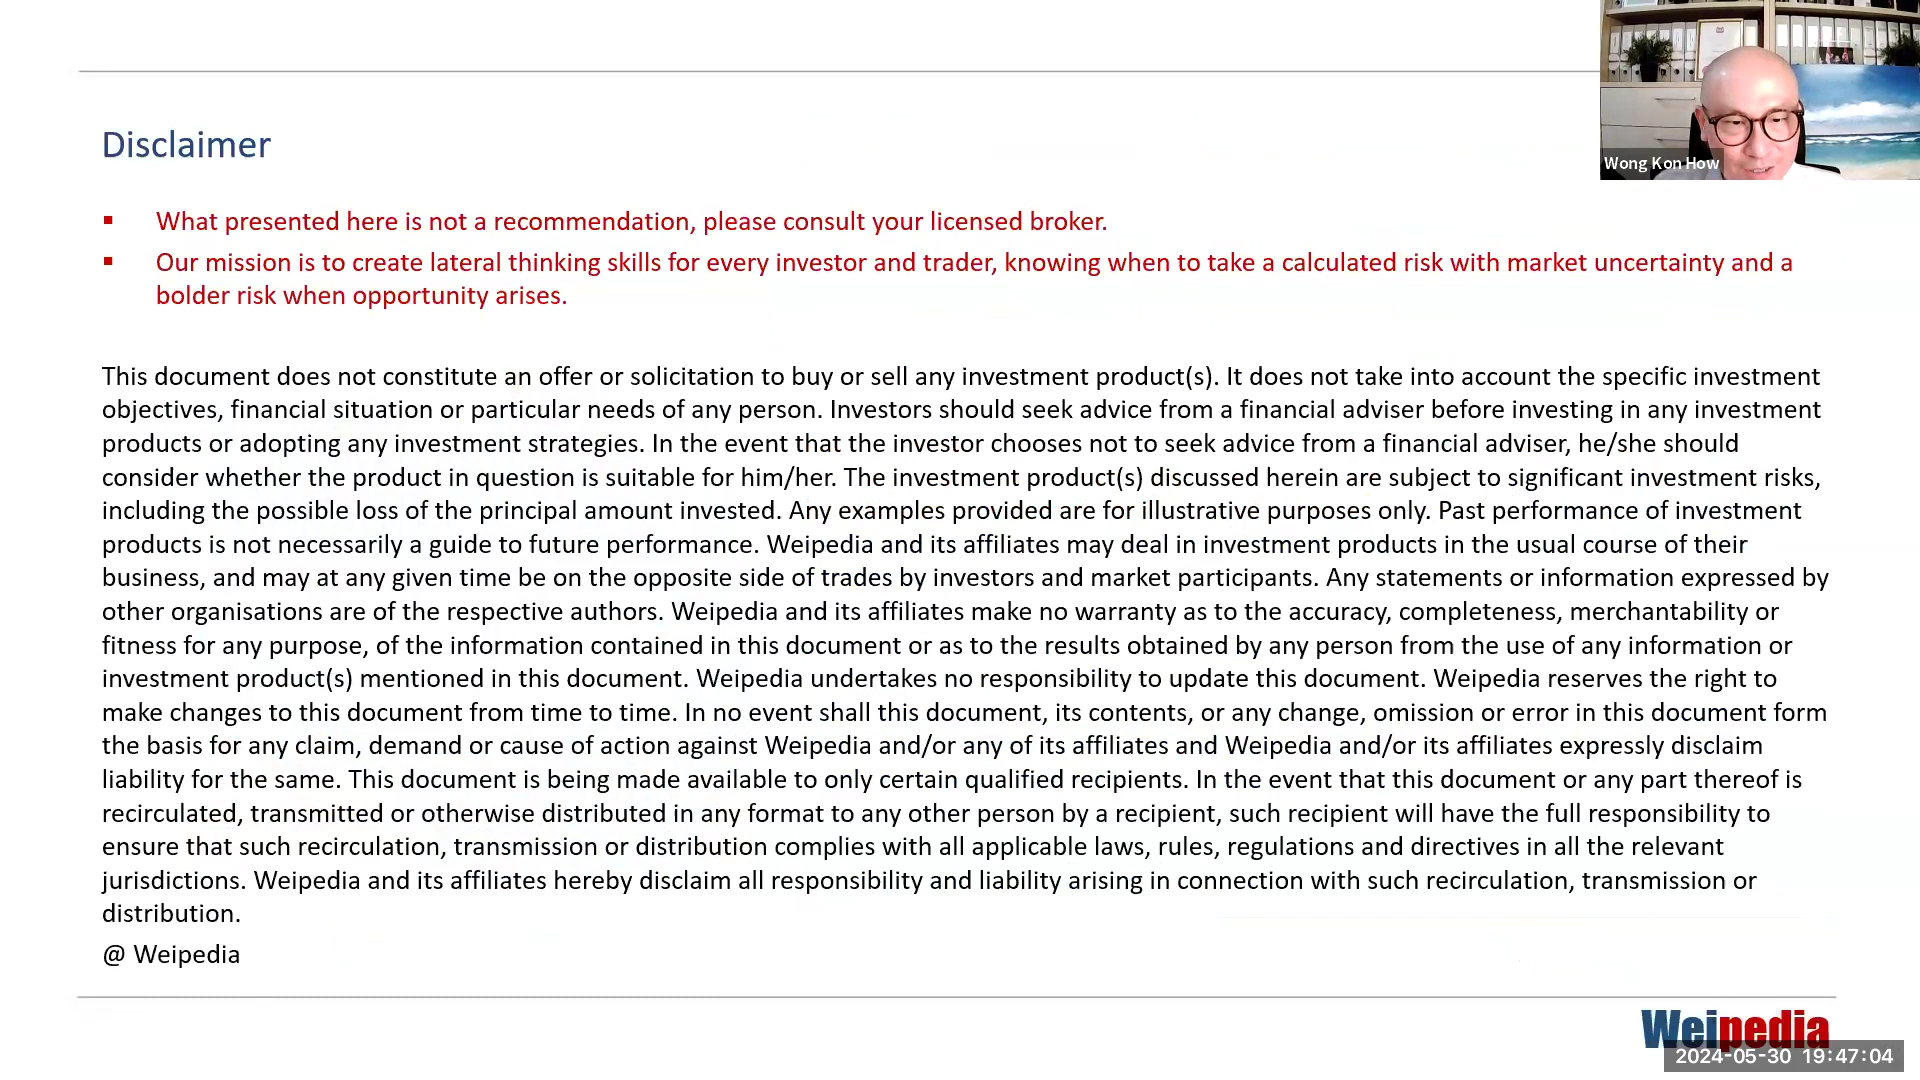 Disclaimer
Wong Kon How
▪ What presented here is not a recommendation, please consult your licensed broker.
▪ Our mission is to create lateral thinking skills for every investor and trader, knowing when to take a calculated risk with market uncertainty and a
bolder risk when opportunity arises.
This document does not constitute an offer or solicitation to buy or sell any investment product(s). It does not take into account the specific investment
objectives, financial situation or particular needs of any person. Investors should seek advice from a financial adviser before investing in any investment
products or adopting any investment strategies. In the event that the investor chooses not to seek advice from a financial adviser, he/she should
consider whether the product in question is suitable for him/her. The investment product(s) discussed herein are subject to significant investment risks,
including the possible loss of the principal amount invested. Any examples provided are for illustrative purposes only. Past performance of investment
products is not necessarily a guide to future performance. Weipedia and its affiliates may deal in investment products in the usual course of their
business, and may at any given time be on the opposite side of trades by investors and market participants. Any statements or information expressed by
other organisations are of the respective authors. Weipedia and its affiliates make no warranty as to the accuracy, completeness, merchantability or
fitness for any purpose, of the information contained in this document or as to the results obtained by any person from the use of any information or
investment product(s) mentioned in this document. Weipedia undertakes no responsibility to update this document. Weipedia reserves the right to
make changes to this document from time to time. In no event shall this document, its contents, or any change, omission or error in this document form
the basis for any claim, demand or cause of action against Weipedia and/or any of its affiliates and Weipedia and/or its affiliates expressly disclaim
liability for the same. This document is being made available to only certain qualified recipients. In the event that this document or any part thereof is
recirculated, transmitted or otherwise distributed in any format to any other person by a recipient, such recipient will have the full responsibility to
ensure that such recirculation, transmission or distribution complies with all applicable laws, rules, regulations and directives in all the relevant
jurisdictions. Weipedia and its affiliates hereby disclaim all responsibility and liability arising in connection with such recirculation, transmission or
distribution.
@ Weipedia
Weipedia
2024-05-30 19:47:04